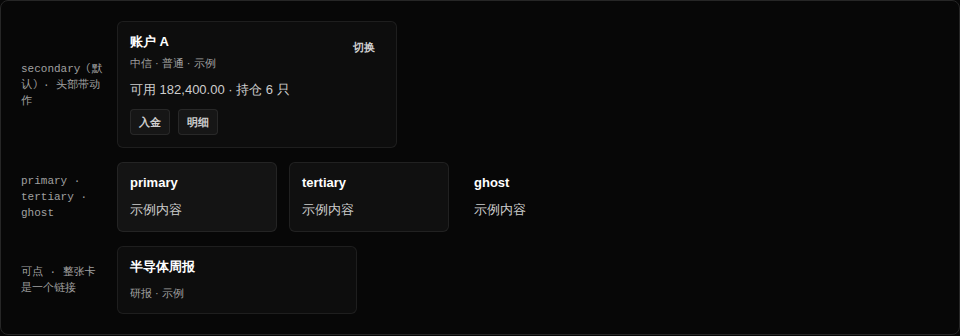 secondary（默
认）· 头部带动
作
账户 A
切换
中信 · 普通 · 示例
可用 182,400.00 · 持仓 6 只
入金
明细
primary ·
tertiary ·
ghost
primary
示例内容
tertiary
示例内容
ghost
示例内容
可点 · 整张卡
是一个链接
半导体周报
研报 · 示例